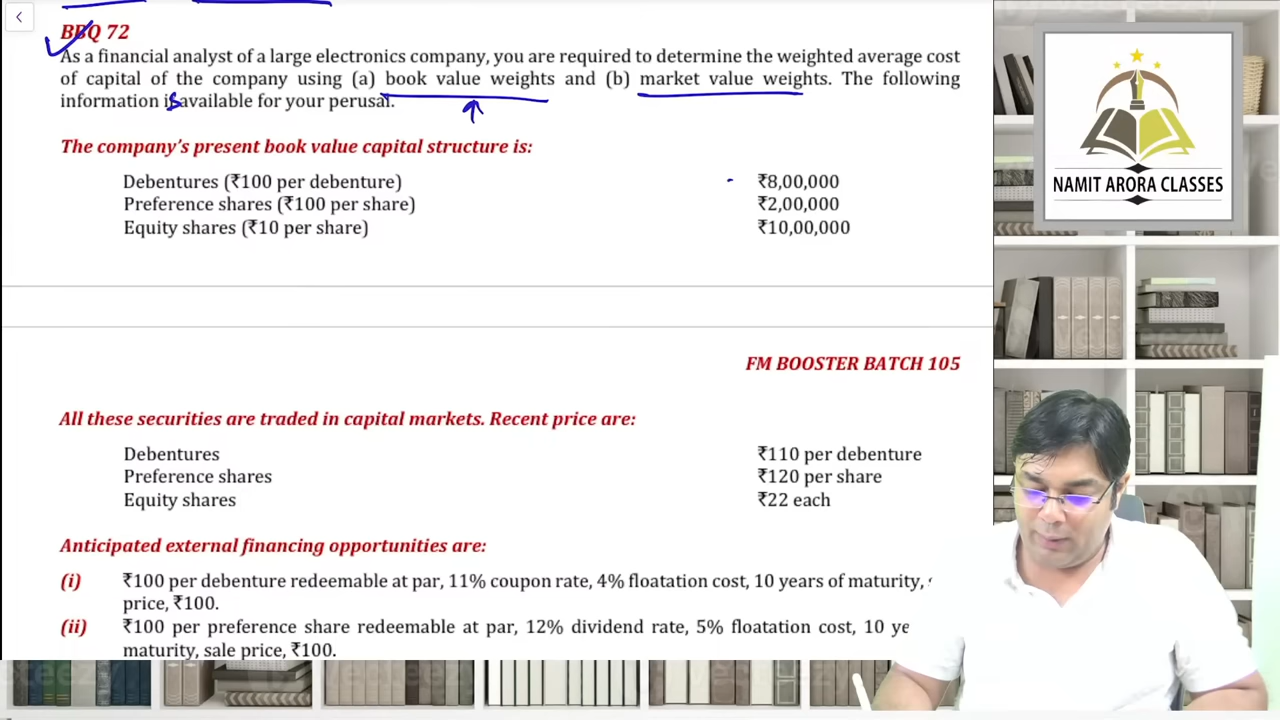 BBQ 72
As a financial analyst of a large electronics company, you are required to determine the weighted average cost
of capital of the company using (a) book value weights and (b) market value weights. The following
information is available for your perusal.
The company's present book value capital structure is:
Debentures (₹100 per debenture) ₹8,00,000
Preference shares (₹100 per share) ₹2,00,000
Equity shares (₹10 per share) ₹10,00,000
FM BOOSTER BATCH 105
All these securities are traded in capital markets. Recent price are:
Debentures ₹110 per debenture
Preference shares ₹120 per share
Equity shares ₹22 each
Anticipated external financing opportunities are:
(i) ₹100 per debenture redeemable at par, 11% coupon rate, 4% floatation cost, 10 years of maturity,
price, ₹100.
(ii) ₹100 per preference share redeemable at par, 12% dividend rate, 5% floatation cost, 10 ye
maturity, sale price, ₹100.
NAMIT ARORA CLASSES